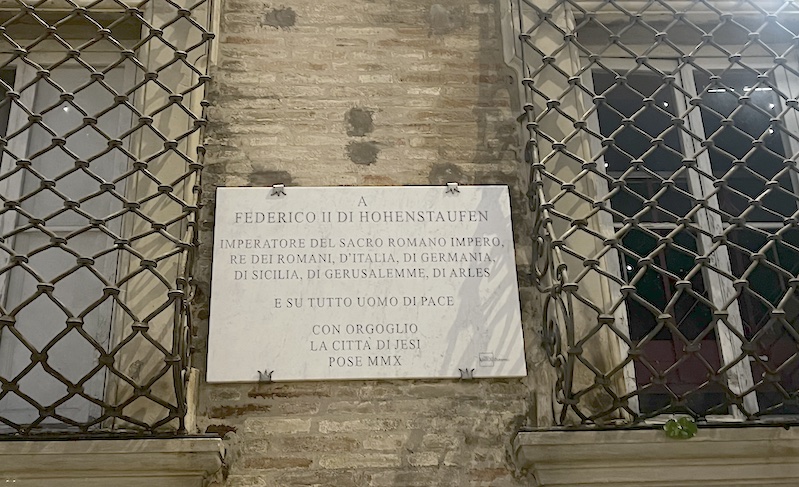 A
FEDERICO II DI HOHENSTAUFEN
IMPERATORE DEL SACRO ROMANO IMPERO,
RE DEI ROMANI, D'ITALIA, DI GERMANIA,
DI SICILIA, DI GERUSALEMME, DI ARLES
E SU TUTTO UOMO DI PACE
CON ORGOGLIO
LA CITTÀ DI JESI
POSE MMX